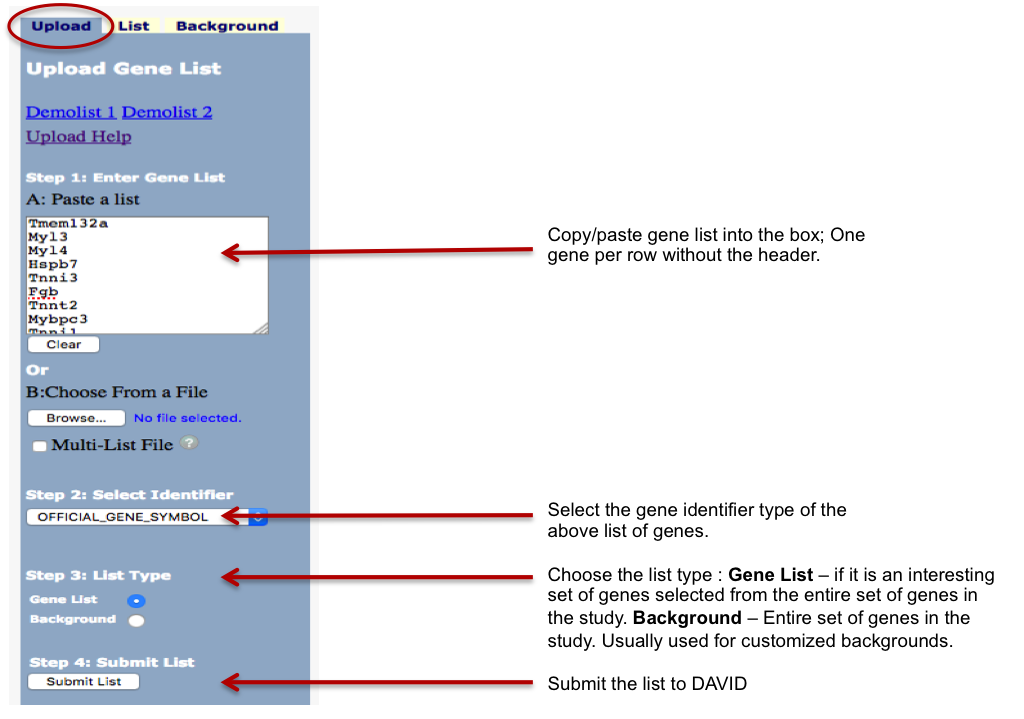 Upload List Background
Upload Gene List
Demolist 1 Demolist 2
Upload Help
Step 1: Enter Gene List
A: Paste a list
Tmem132a
Myl3
Myl4
Hspb7
Tnni3
Fgb
Tnnt2
Mybpc3
Tnni1
Clear
Or
B:Choose From a File
Browse... No file selected.
Multi-List File ?
Step 2: Select Identifier
OFFICIAL_GENE_SYMBOL
Step 3: List Type
Gene List
Background
Step 4: Submit List
Submit List
Copy/paste gene list into the box; One
gene per row without the header.
Select the gene identifier type of the
above list of genes.
Choose the list type : Gene List – if it is an interesting
set of genes selected from the entire set of genes in
the study. Background – Entire set of genes in the
study. Usually used for customized backgrounds.
Submit the list to DAVID